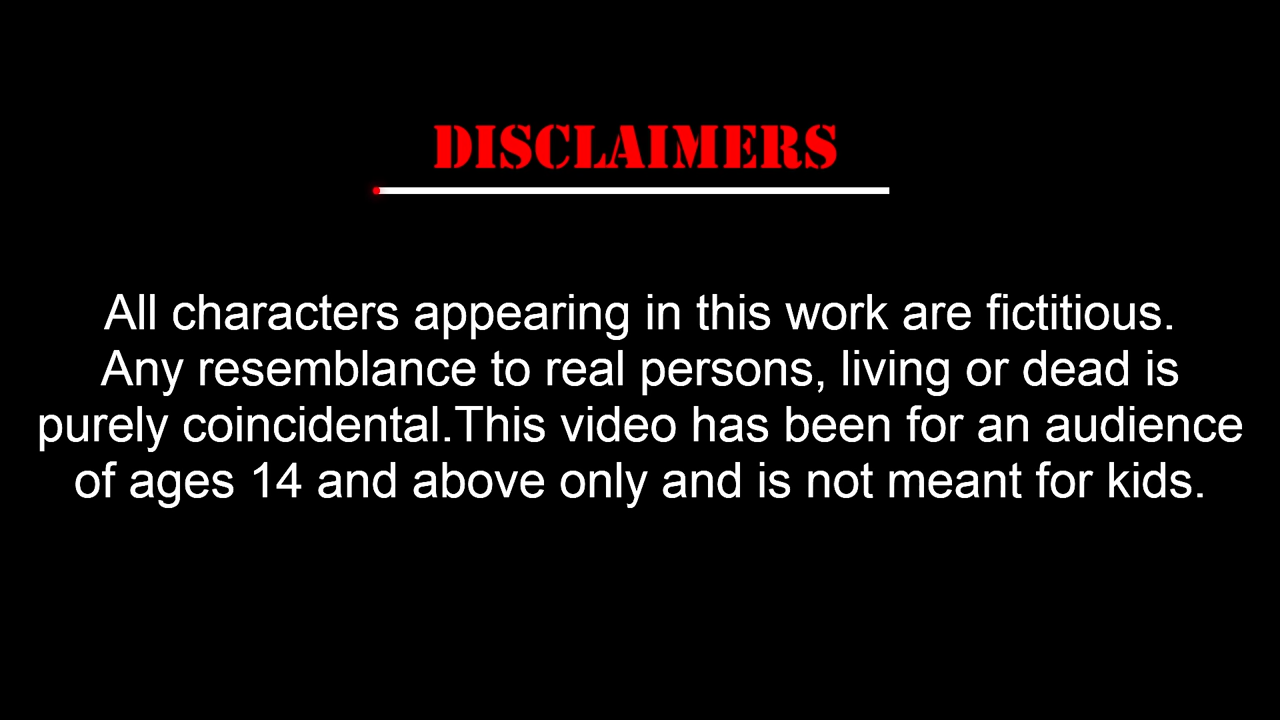 DISCLAIMERS
All characters appearing in this work are fictitious.
Any resemblance to real persons, living or dead is
purely coincidental.This video has been for an audience
of ages 14 and above only and is not meant for kids.